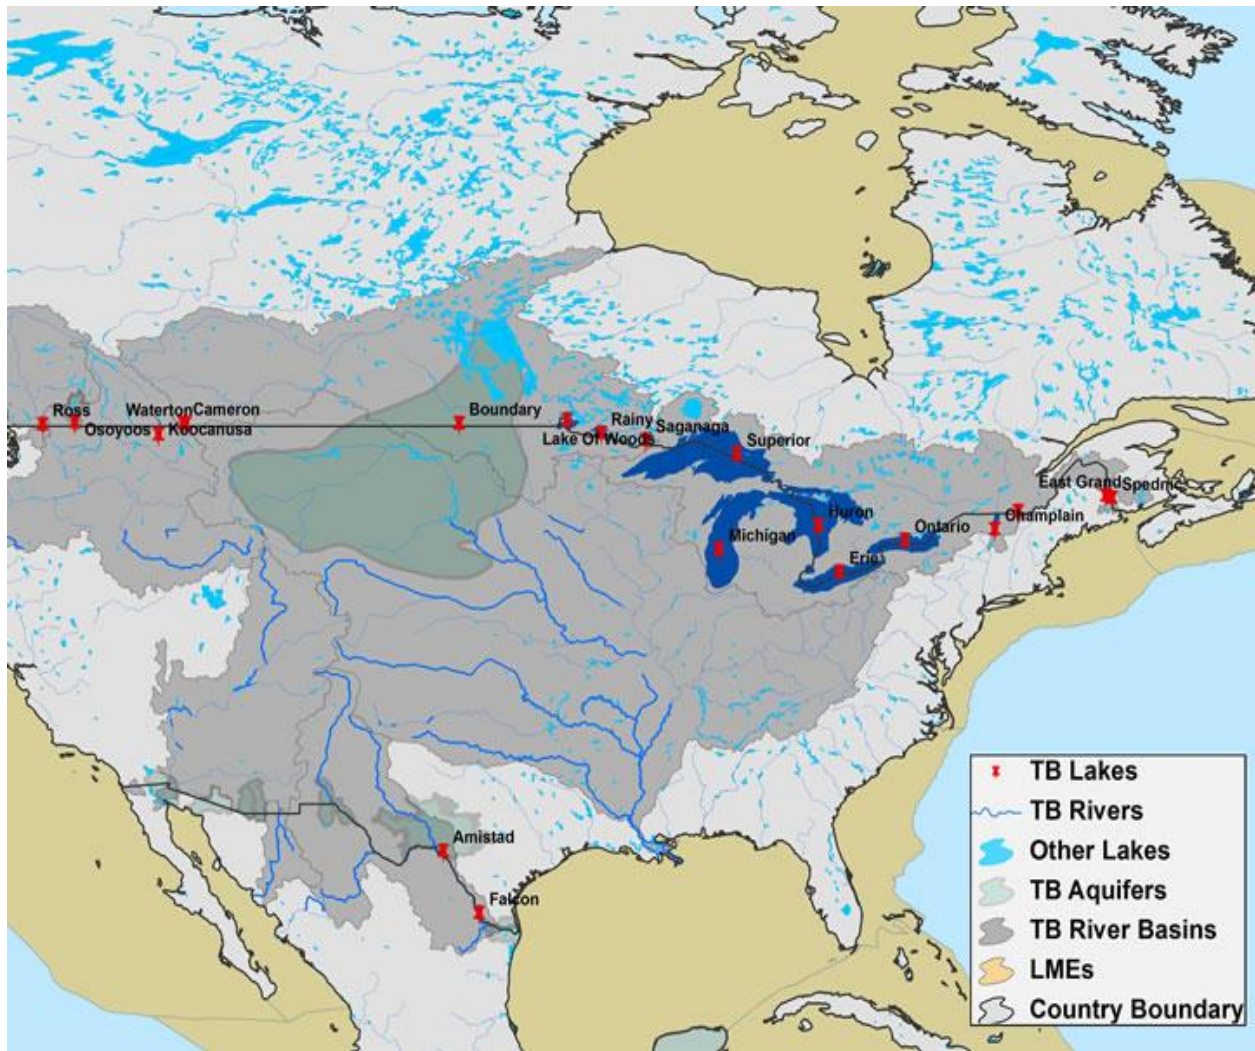 Ross
Waterton
Cameron
Boundary
Osoyoos
Koocanusa
Rainy
Saganaga
Lake Of Woods
Superior
East Grand
Champlain
Huron
Ontario
Michigan
Erie
Amistad
Falcon
TB Lakes
TB Rivers
Other Lakes
TB Aquifers
TB River Basins
LMEs
Country Boundary